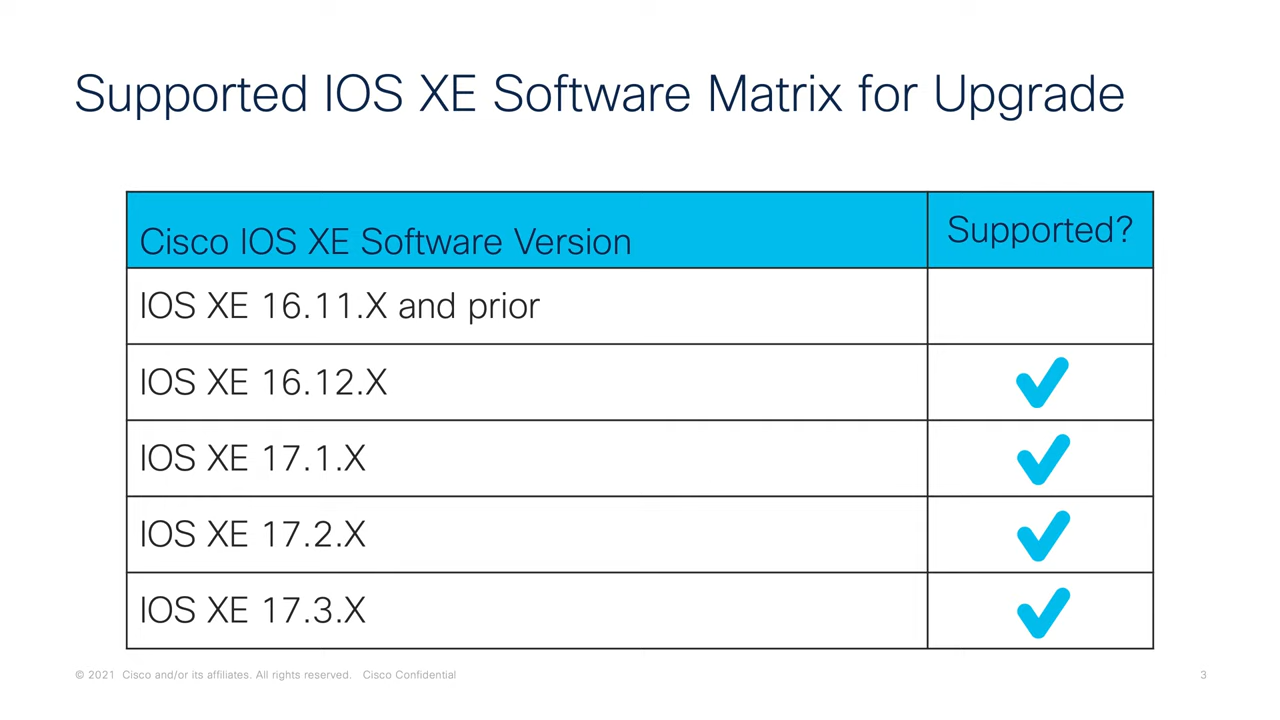 Supported IOS XE Software Matrix for Upgrade
Cisco IOS XE Software Version
Supported?
IOS XE 16.11.X and prior
IOS XE 16.12.X
IOS XE 17.1.X
IOS XE 17.2.X
IOS XE 17.3.X
© 2021 Cisco and/or its affiliates. All rights reserved. Cisco Confidential
3